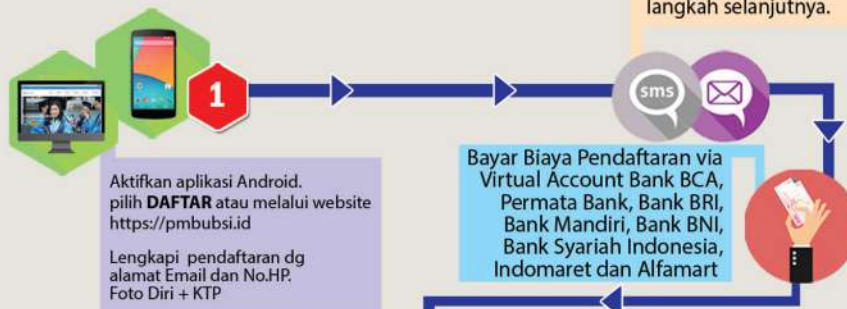 langkah selanjutnya.
1
sms
Aktifkan aplikasi Android.
pilih DAFTAR atau melalui website
https://pmbubsi.id
Lengkapi pendaftaran dg
alamat Email dan No.HP.
Foto Diri + KTP
Bayar Biaya Pendaftaran via
Virtual Account Bank BCA,
Permata Bank, Bank BRI,
Bank Mandiri, Bank BNI,
Bank Syariah Indonesia,
Indomaret dan Alfamart